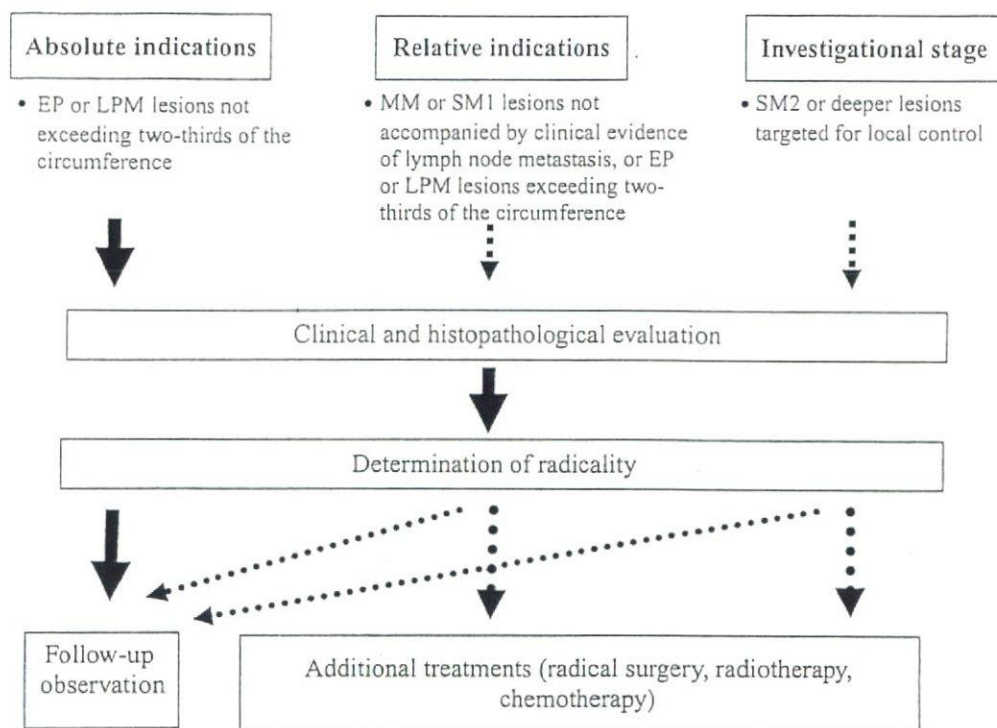 Absolute indications
Relative indications
Investigational stage
• EP or LPM lesions not
exceeding two-thirds of the
circumference
• MM or SM1 lesions not
accompanied by clinical evidence
of lymph node metastasis, or EP
or LPM lesions exceeding two-
thirds of the circumference
• SM2 or deeper lesions
targeted for local control
Clinical and histopathological evaluation
Determination of radicality
Follow-up
observation
Additional treatments (radical surgery, radiotherapy,
chemotherapy)